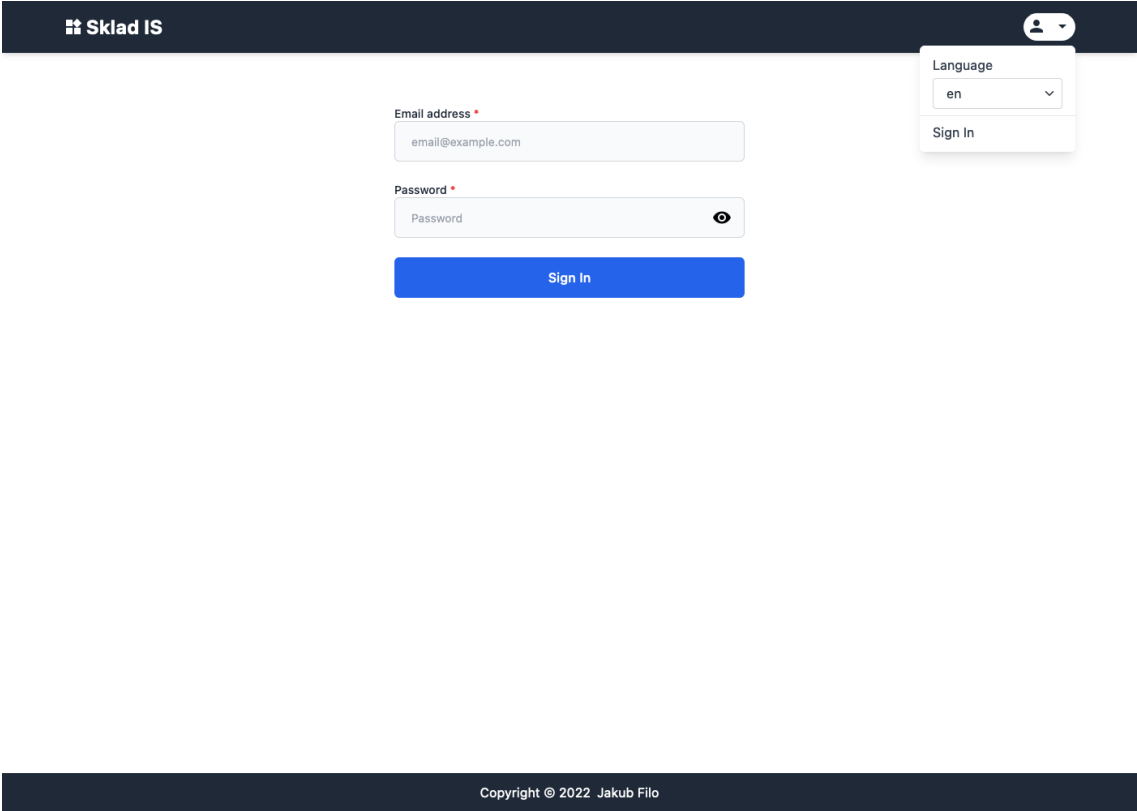 Sklad IS
Language
en
Sign In
Email address *
email@example.com
Password *
Password
Sign In
Copyright © 2022 Jakub Filo